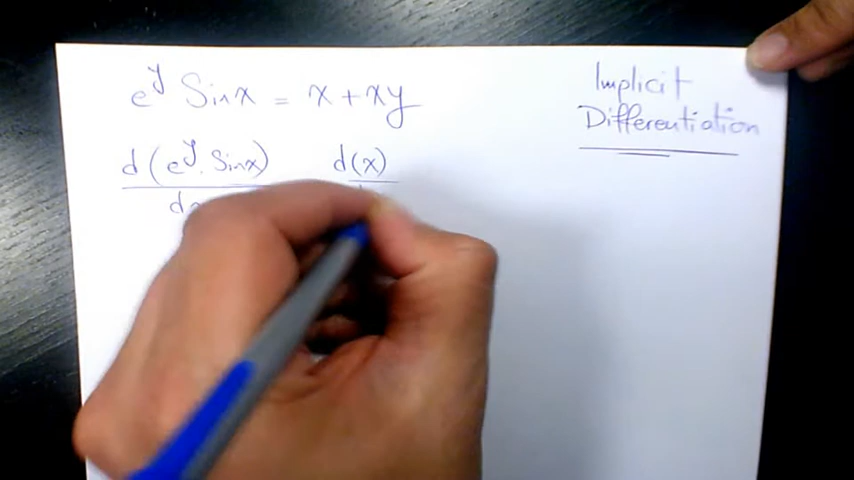 e^y Sinx = x + xy
Implicit
Differentiation
d(e^y. Sinx) d(x)